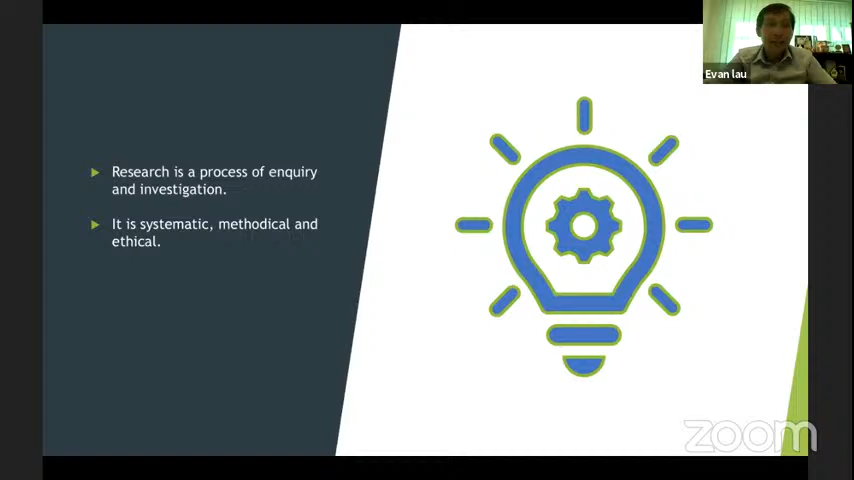 Evan lau
Research is a process of enquiry
and investigation.
It is systematic, methodical and
ethical.
zoom